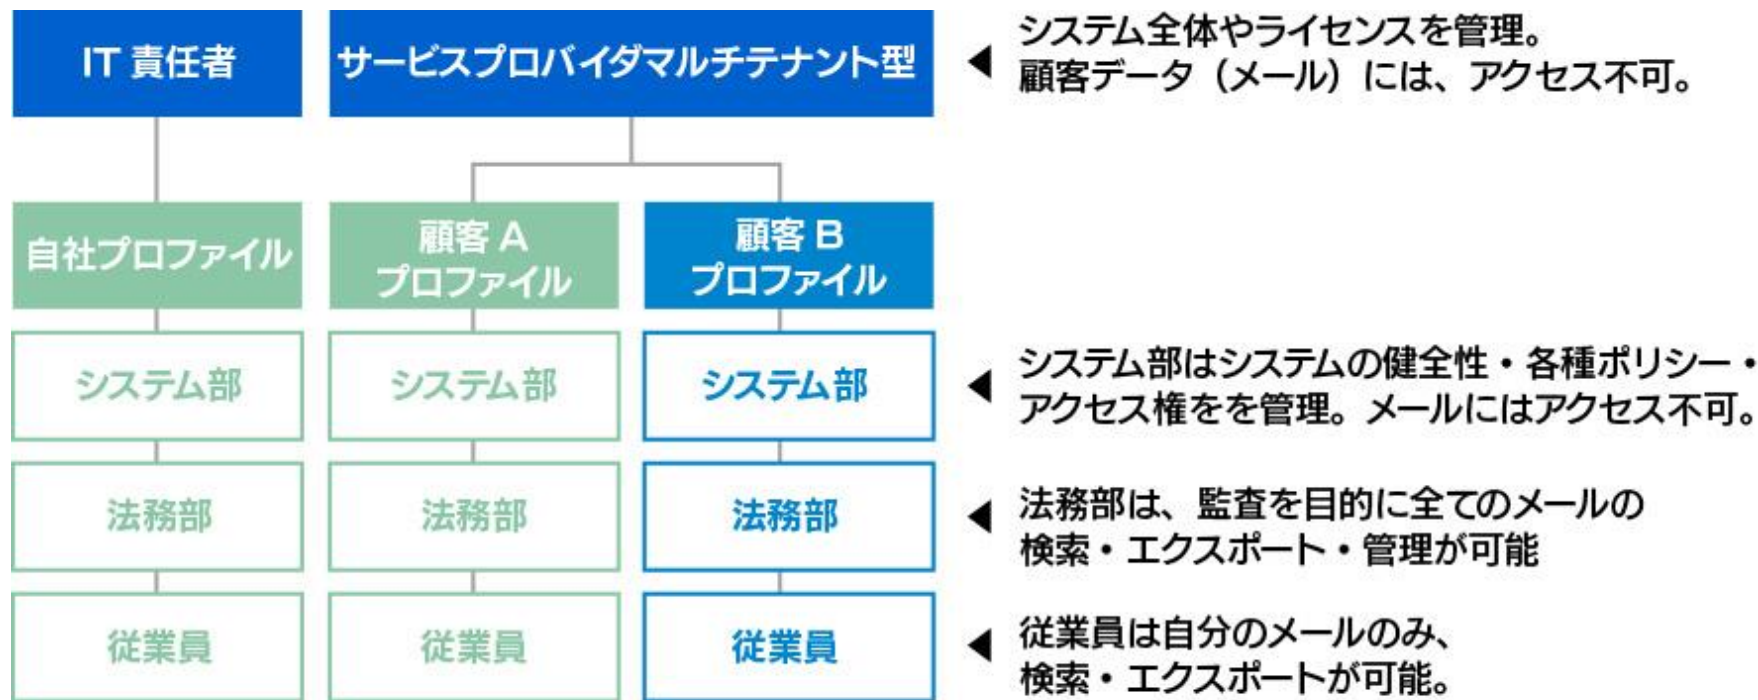 IT 責任者
サービスプロバイダマルチテナント型
システム全体やライセンスを管理。
顧客データ（メール）には、アクセス不可。
自社プロファイル
顧客 A
プロファイル
顧客 B
プロファイル
システム部
システム部
システム部
システム部はシステムの健全性・各種ポリシー・
アクセス権をを管理。メールにはアクセス不可。
法務部
法務部
法務部
法務部は、監査を目的に全てのメールの
検索・エクスポート・管理が可能
従業員
従業員
従業員
従業員は自分のメールのみ、
検索・エクスポートが可能。